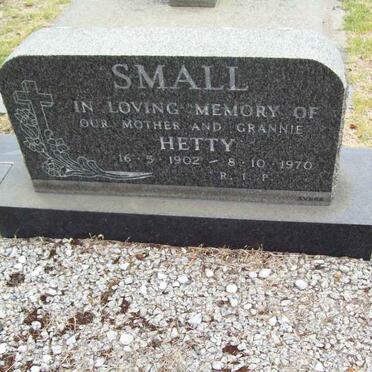 SMALL
IN LOVING MEMORY OF
OUR MOTHER AND GRANNIE
HETTY
16-5-1902 - 8-10-1970
R.I.P.